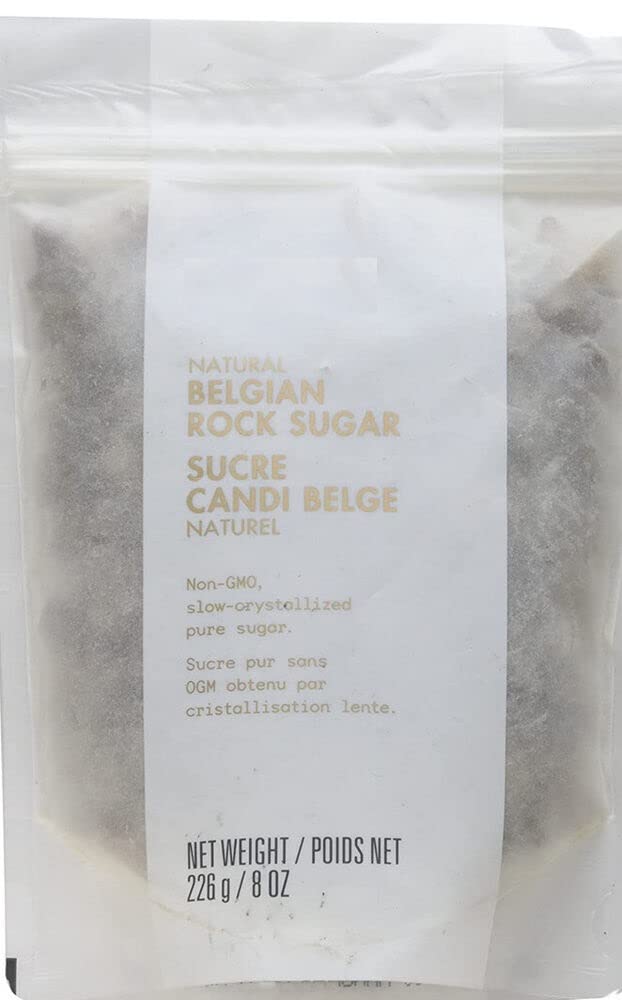 NATURAL
BELGIAN
ROCK SUGAR
SUCRE
CANDI BELGE
NATUREL
Non-GMO,
slow-crystallized
pure sugar.
Sucre pur sans
OGM obtenu par
cristallisation lente.
NET WEIGHT / POIDS NET
226 g / 8 OZ